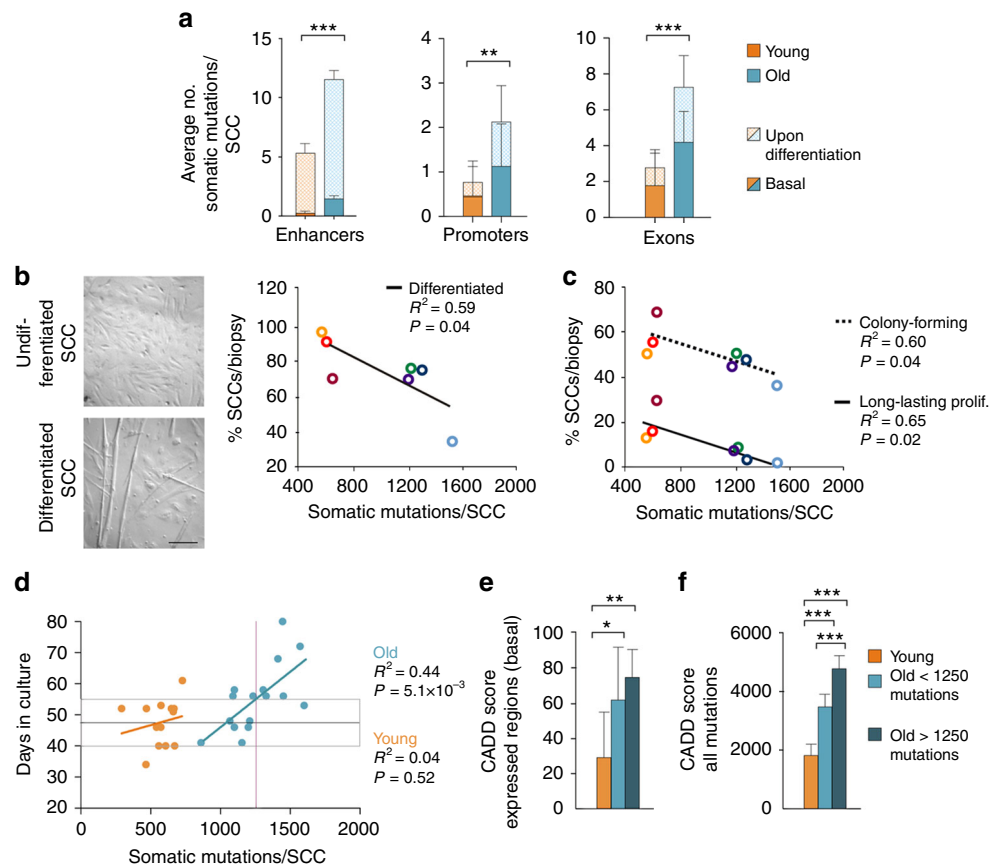 a
Average no.
somatic mutations/
SCC
15
10
5
0
***
Enhancers
4
3
2
1
0
**
Promoters
10
8
6
4
2
0
***
Exons
Young
Old
Upon
differentiation
Basal
b
Undif-
ferentiated
SCC
Differentiated
SCC
% SCCs/biopsy
120
100
80
60
40
20
Differentiated
R² = 0.59
P = 0.04
400
1200
2000
Somatic mutations/SCC
c
% SCCs/biopsy
80
60
40
20
0
400
1200
2000
Somatic mutations/SCC
Colony-forming
R² = 0.60
P = 0.04
Long-lasting prolif.
R² = 0.65
P = 0.02
d
Days in culture
80
70
60
50
40
30
20
0
500
1000
1500
2000
Somatic mutations/SCC
Old
R² = 0.44
P = 5.1×10⁻³
Young
R² = 0.04
P = 0.52
e
CADD score
expressed regions (basal)
100
80
60
40
20
0
**
*
f
CADD score
all mutations
6000
4000
2000
0
***
***
***
Young
Old < 1250
mutations
Old > 1250
mutations